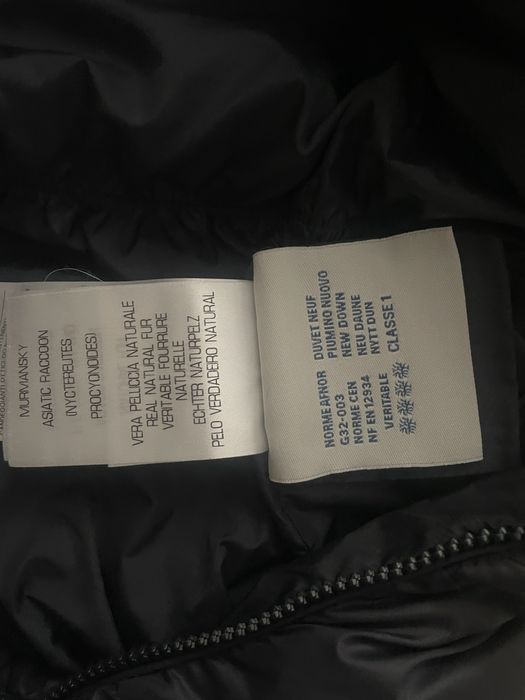 MURMANSKY
ASIATIC RACCOON
(NYCTEREUTES
PROCYONOIDES)
VERA PELLICCIA NATURALE
REAL NATURAL FUR
VERITABLE FOURRURE
NATURELLE
ECHTER NATURPELZ
PELO VERDADERO NATURAL
NORME AFNOR DUVET NEUF
G32-003 PIUMINO NUOVO
NORME CEN NEW DOWN
NF EN 12934 NEU DAUNE
NYTT DUN
VERITABLE CLASSE 1